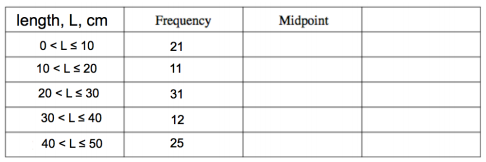 length, L, cm Frequency Midpoint
0 < L ≤ 10 21
10 < L ≤ 20 11
20 < L ≤ 30 31
30 < L ≤ 40 12
40 < L ≤ 50 25